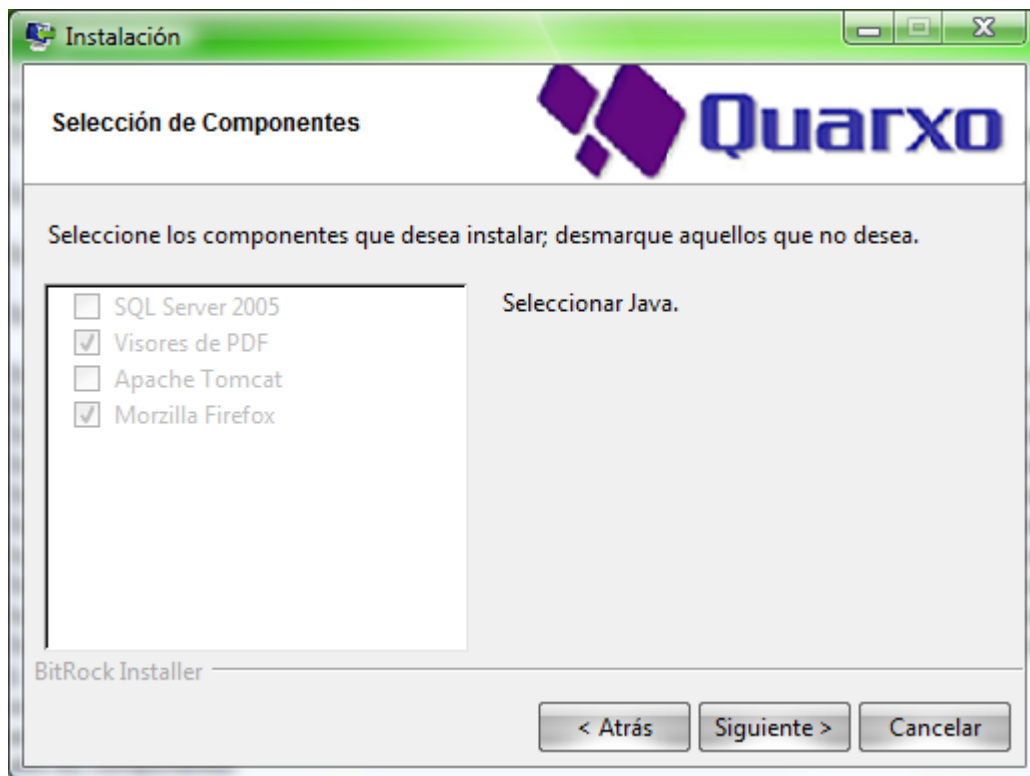 Instalación
Selección de Componentes
Quarxo
Seleccione los componentes que desea instalar; desmarque aquellos que no desea.
SQL Server 2005
Seleccionar Java.
Visores de PDF
Apache Tomcat
Morzilla Firefox
BitRock Installer
< Atrás
Siguiente >
Cancelar